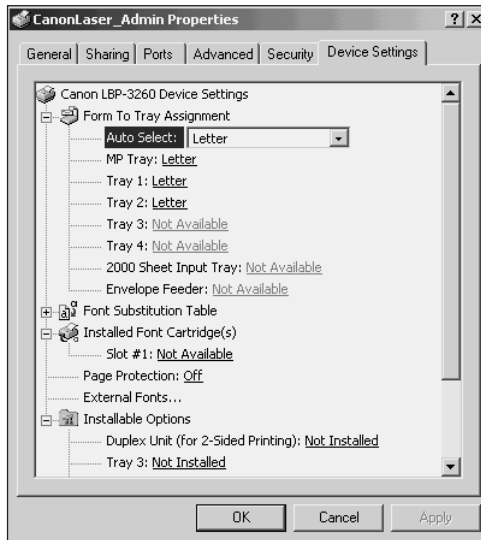 CanonLaser_Admin Properties
General Sharing Ports Advanced Security Device Settings
Canon LBP-3260 Device Settings
Form To Tray Assignment
Auto Select: Letter
MP Tray: Letter
Tray 1: Letter
Tray 2: Letter
Tray 3: Not Available
Tray 4: Not Available
2000 Sheet Input Tray: Not Available
Envelope Feeder: Not Available
Font Substitution Table
Installed Font Cartridge(s)
Slot #1: Not Available
Page Protection: Off
External Fonts...
Installable Options
Duplex Unit (for 2-Sided Printing): Not Installed
Tray 3: Not Installed
OK Cancel Apply